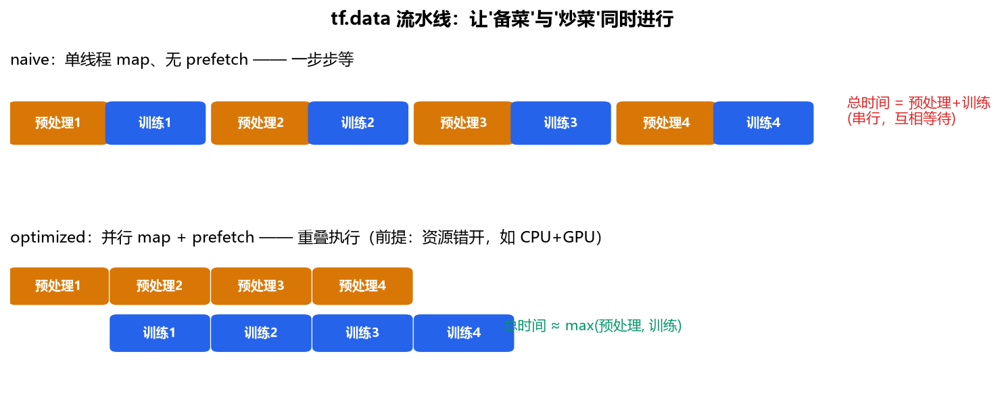 tf.data 流水线：让'备菜'与'炒菜'同时进行
naive：单线程 map、无 prefetch —— 一步步等
预处理1 训练1 预处理2 训练2 预处理3 训练3 预处理4 训练4
总时间 = 预处理+训练
(串行，互相等待)
optimized：并行 map + prefetch —— 重叠执行（前提：资源错开，如 CPU+GPU）
预处理1 预处理2 预处理3 预处理4
训练1 训练2 训练3 训练4
总时间 ≈ max(预处理, 训练)